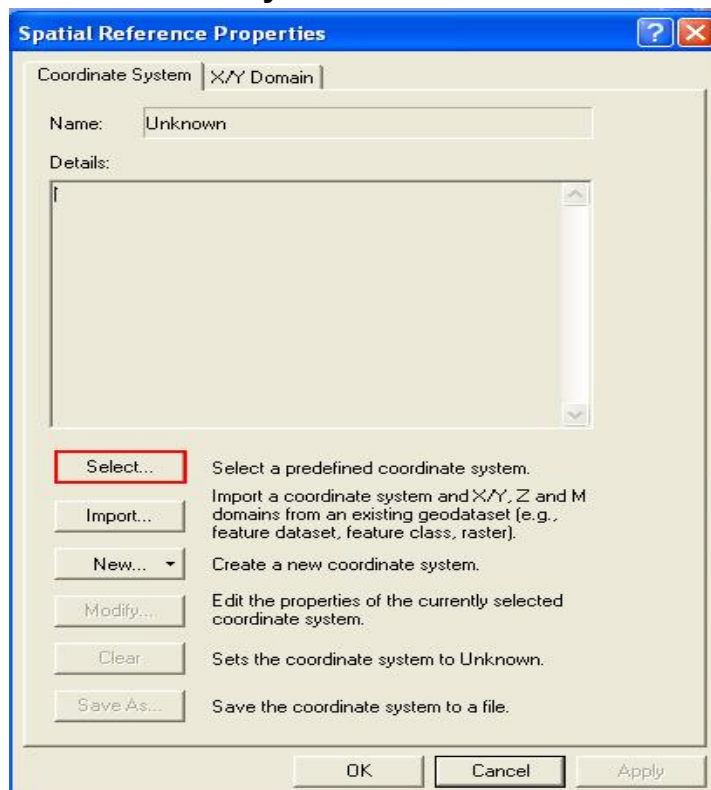 Spatial Reference Properties
Coordinate System X/Y Domain
Name: Unknown
Details:
Select... Select a predefined coordinate system.
Import... Import a coordinate system and X/Y, Z and M
domains from an existing geodataset (e.g.,
feature dataset, feature class, raster).
New... Create a new coordinate system.
Modify... Edit the properties of the currently selected
coordinate system.
Clear Sets the coordinate system to Unknown.
Save As... Save the coordinate system to a file.
OK Cancel Apply